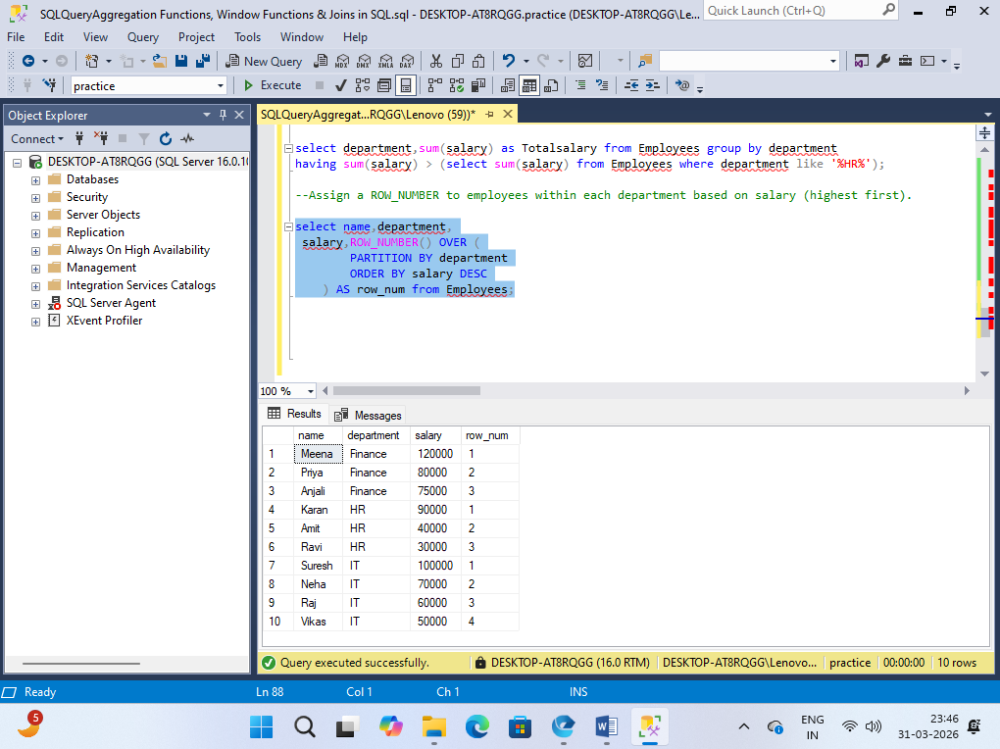 SQLQueryAggregation Functions, Window Functions & Joins in SQL.sql - DESKTOP-AT8RQGG.practice (DESKTOP-AT8RQGG\Le...
Quick Launch (Ctrl+Q)
File Edit View Query Project Tools Window Help
New Query MDX DMX XMLA DAX
practice Execute
Object Explorer
Connect
DESKTOP-AT8RQGG (SQL Server 16.0.10
Databases
Security
Server Objects
Replication
Always On High Availability
Management
Integration Services Catalogs
SQL Server Agent
XEvent Profiler
SQLQueryAggregat...RQGG\Lenovo (59))*
select department,sum(salary) as Totalsalary from Employees group by department
having sum(salary) > (select sum(salary) from Employees where department like '%HR%');
--Assign a ROW_NUMBER to employees within each department based on salary (highest first).
select name,department,
salary,ROW_NUMBER() OVER (
PARTITION BY department
ORDER BY salary DESC
) AS row_num from Employees;
100 %
Results Messages
name department salary row_num
1 Meena Finance 120000 1
2 Priya Finance 80000 2
3 Anjali Finance 75000 3
4 Karan HR 90000 1
5 Amit HR 40000 2
6 Ravi HR 30000 3
7 Suresh IT 100000 1
8 Neha IT 70000 2
9 Raj IT 60000 3
10 Vikas IT 50000 4
Query executed successfully. DESKTOP-AT8RQGG (16.0 RTM) DESKTOP-AT8RQGG\Lenovo... practice 00:00:00 10 rows
Ready Ln 88 Col 1 Ch 1 INS
5
ENG
IN
23:46
31-03-2026